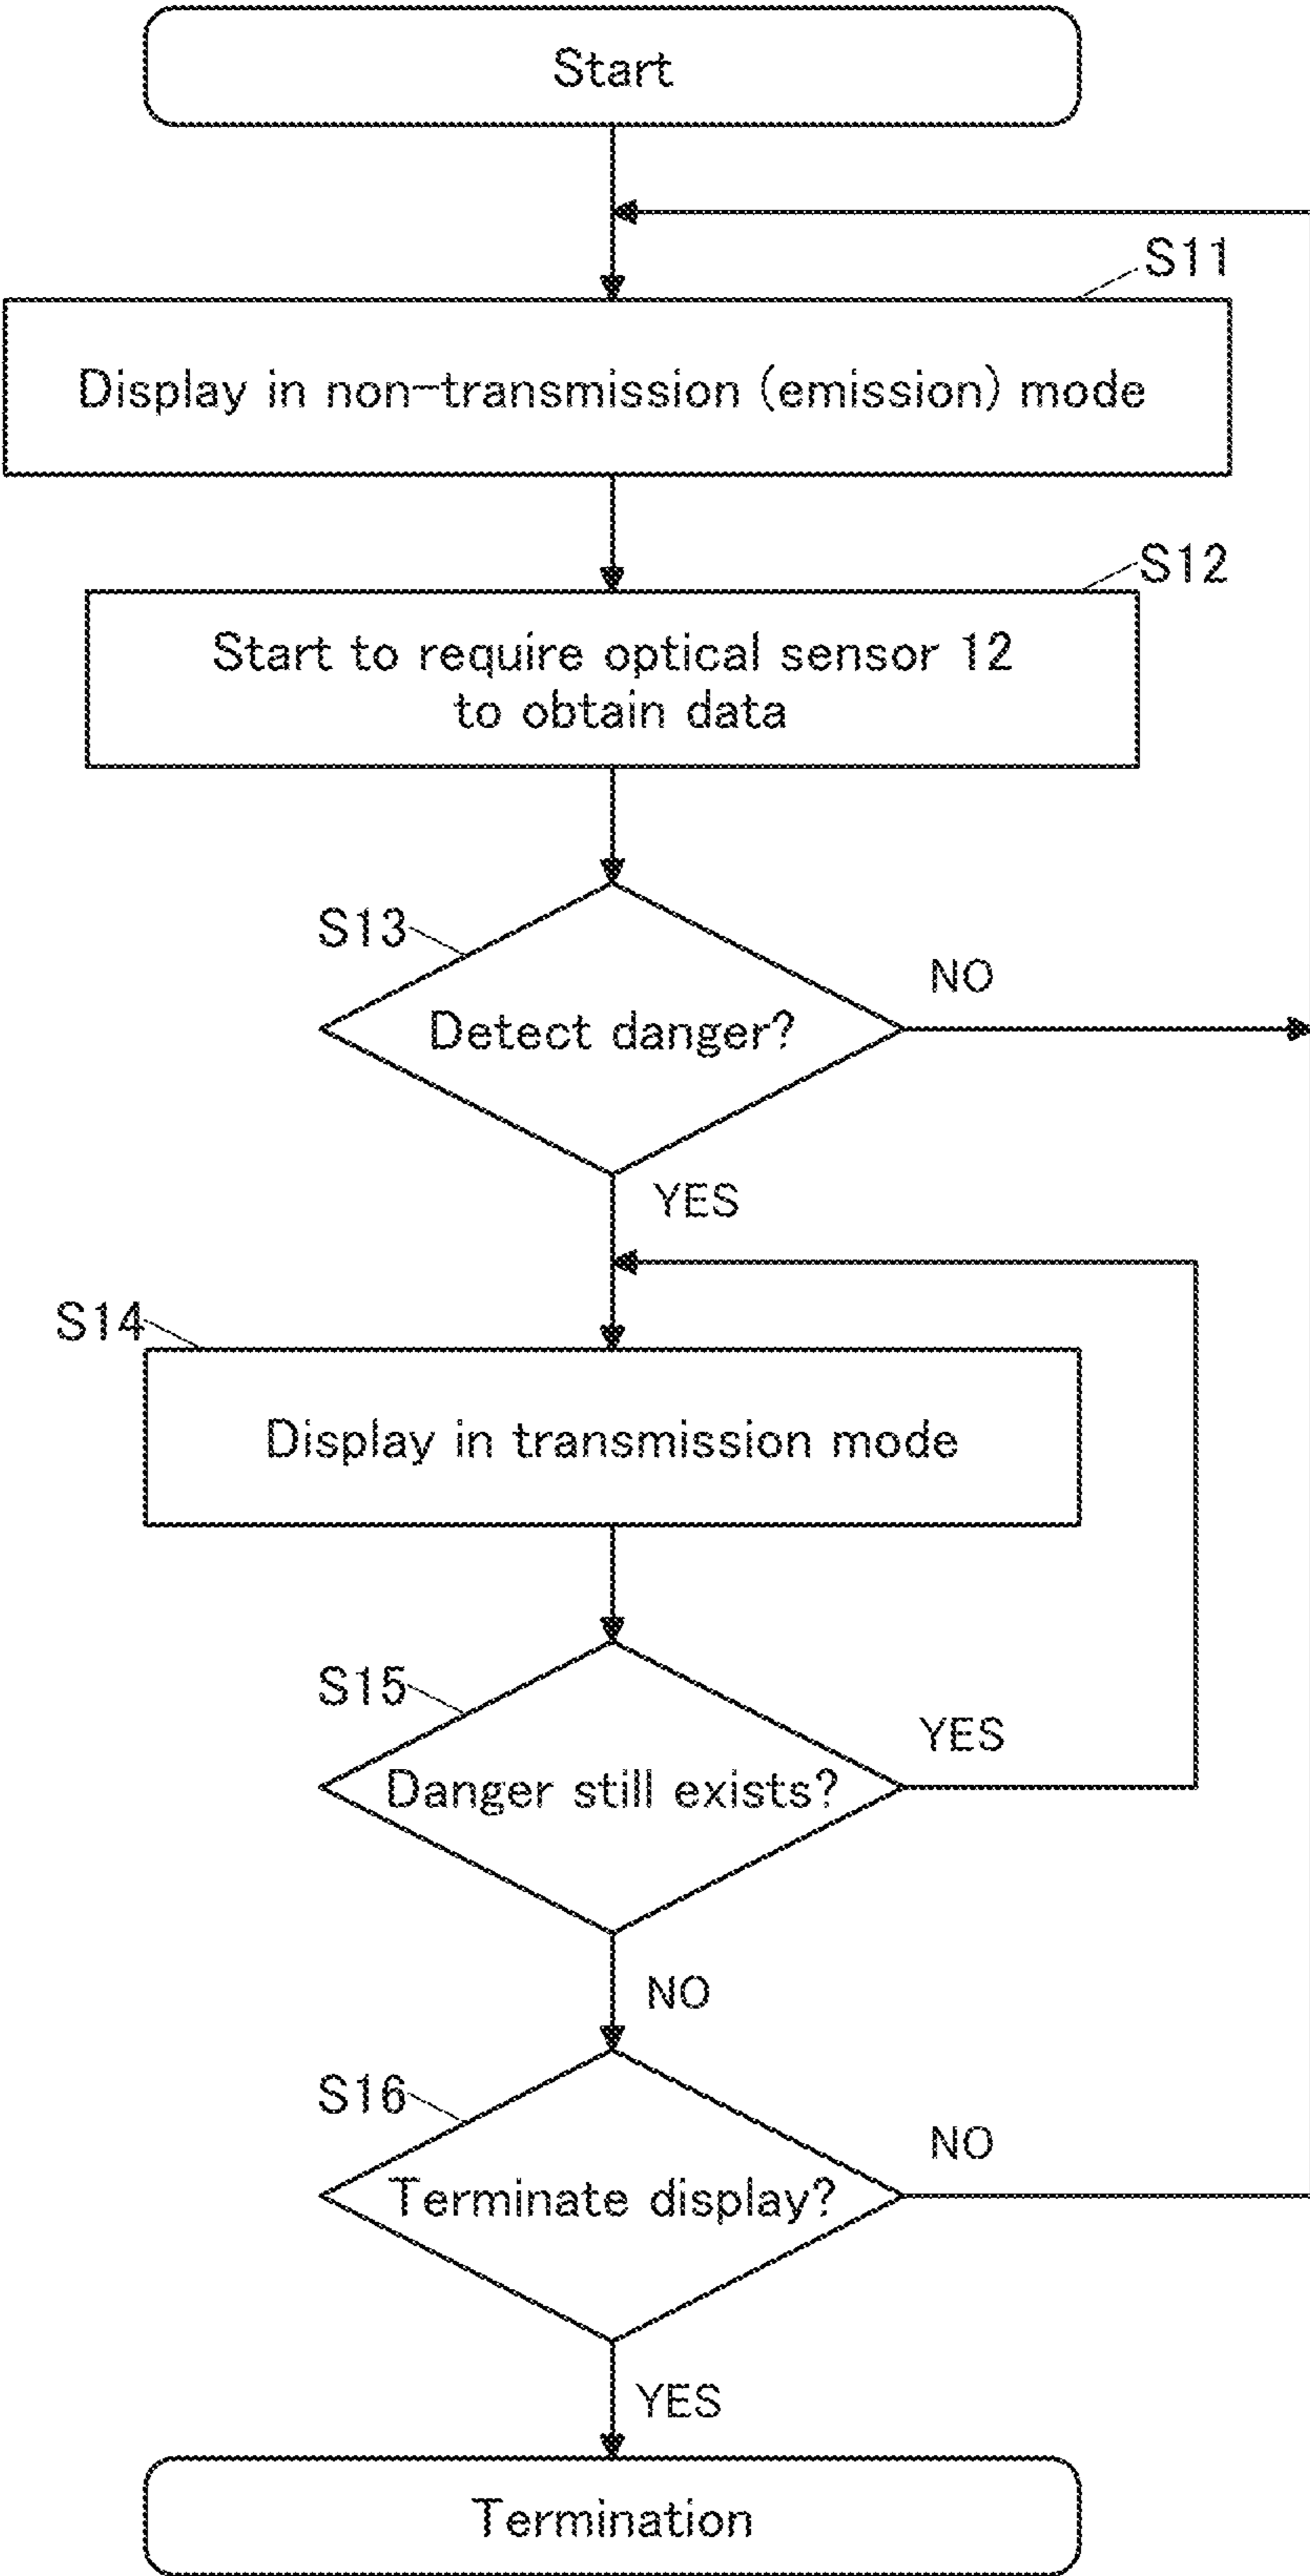 Start
S11
Display in non-transmission (emission) mode
S12
Start to require optical sensor 12
to obtain data
S13
NO
Detect danger?
YES
S14
Display in transmission mode
S15
YES
Danger still exists?
NO
S16
NO
Terminate display?
YES
Termination